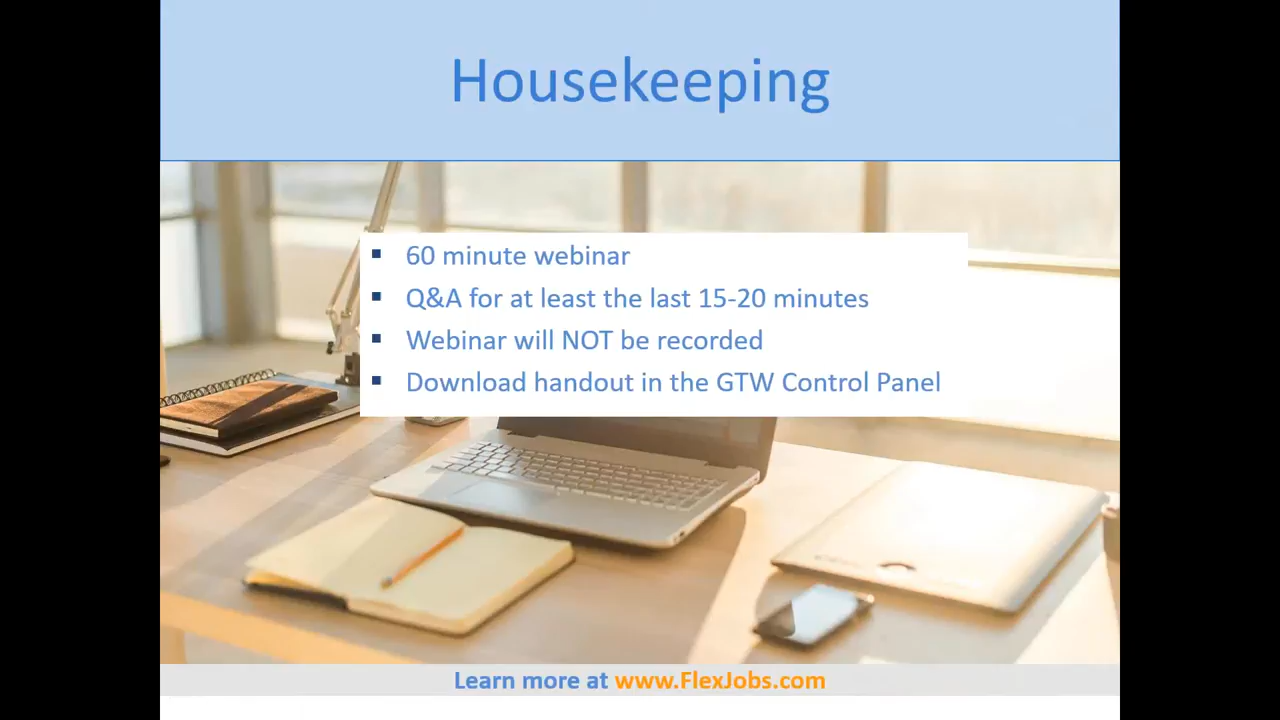 Housekeeping
60 minute webinar
Q&A for at least the last 15-20 minutes
Webinar will NOT be recorded
Download handout in the GTW Control Panel
Learn more at www.FlexJobs.com